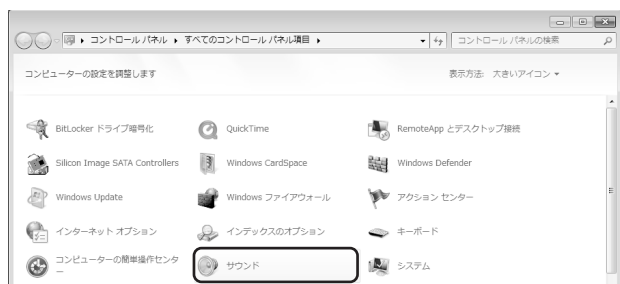 コントロール パネル ▸ すべてのコントロール パネル項目 ▸
コントロール パネルの検索
コンピューターの設定を調整します
表示方法: 大きいアイコン ▾
BitLocker ドライブ暗号化
QuickTime
RemoteApp とデスクトップ接続
Silicon Image SATA Controllers
Windows CardSpace
Windows Defender
Windows Update
Windows ファイアウォール
アクション センター
インターネット オプション
インデックスのオプション
キーボード
コンピューターの簡単操作センタ
ー
サウンド
システム